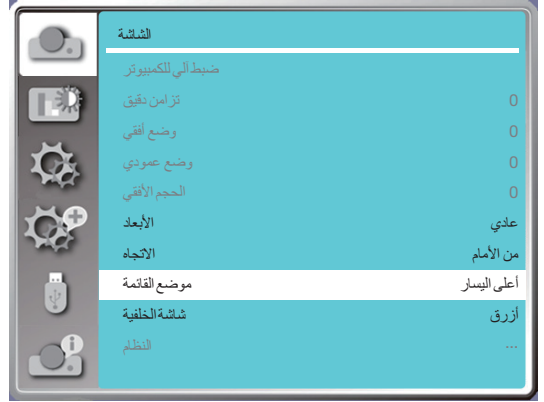 الشاشة
ضبط آلي للكمبيوتر
تزامن دقيق 0
وضع أفقي 0
وضع عمودي 0
الحجم الأفقي 0
الأبعاد عادي
الاتجاه من الأمام
موضع القائمة أعلى اليسار
شاشة الخلفية أزرق
النظام ...